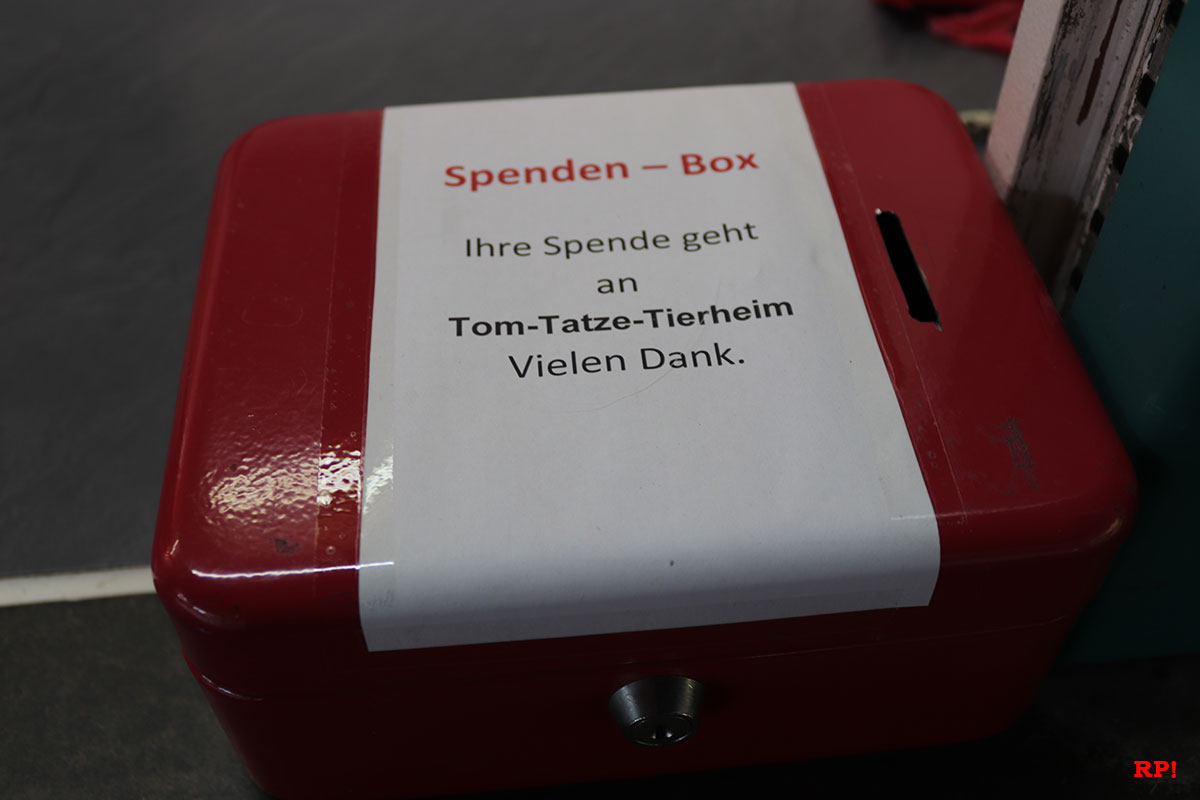 Spenden – Box
Ihre Spende geht
an
Tom-Tatze-Tierheim
Vielen Dank.
RP!